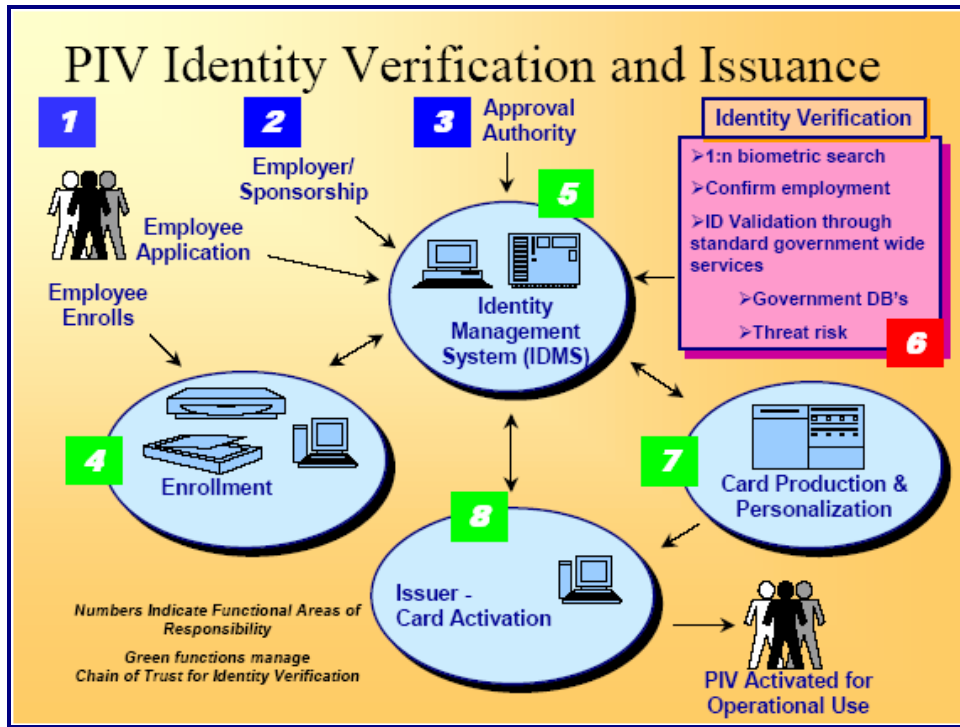 PIV Identity Verification and Issuance
1
2
3
Approval
Authority
Identity Verification
➢1:n biometric search
➢Confirm employment
➢ID Validation through
standard government wide
services
➢Government DB's
➢Threat risk
6
Employer/
Sponsorship
Employee
Application
Employee
Enrolls
5
Identity
Management
System (IDMS)
4
Enrollment
7
Card Production &
Personalization
8
Issuer -
Card Activation
Numbers Indicate Functional Areas of
Responsibility
Green functions manage
Chain of Trust for Identity Verification
PIV Activated for
Operational Use